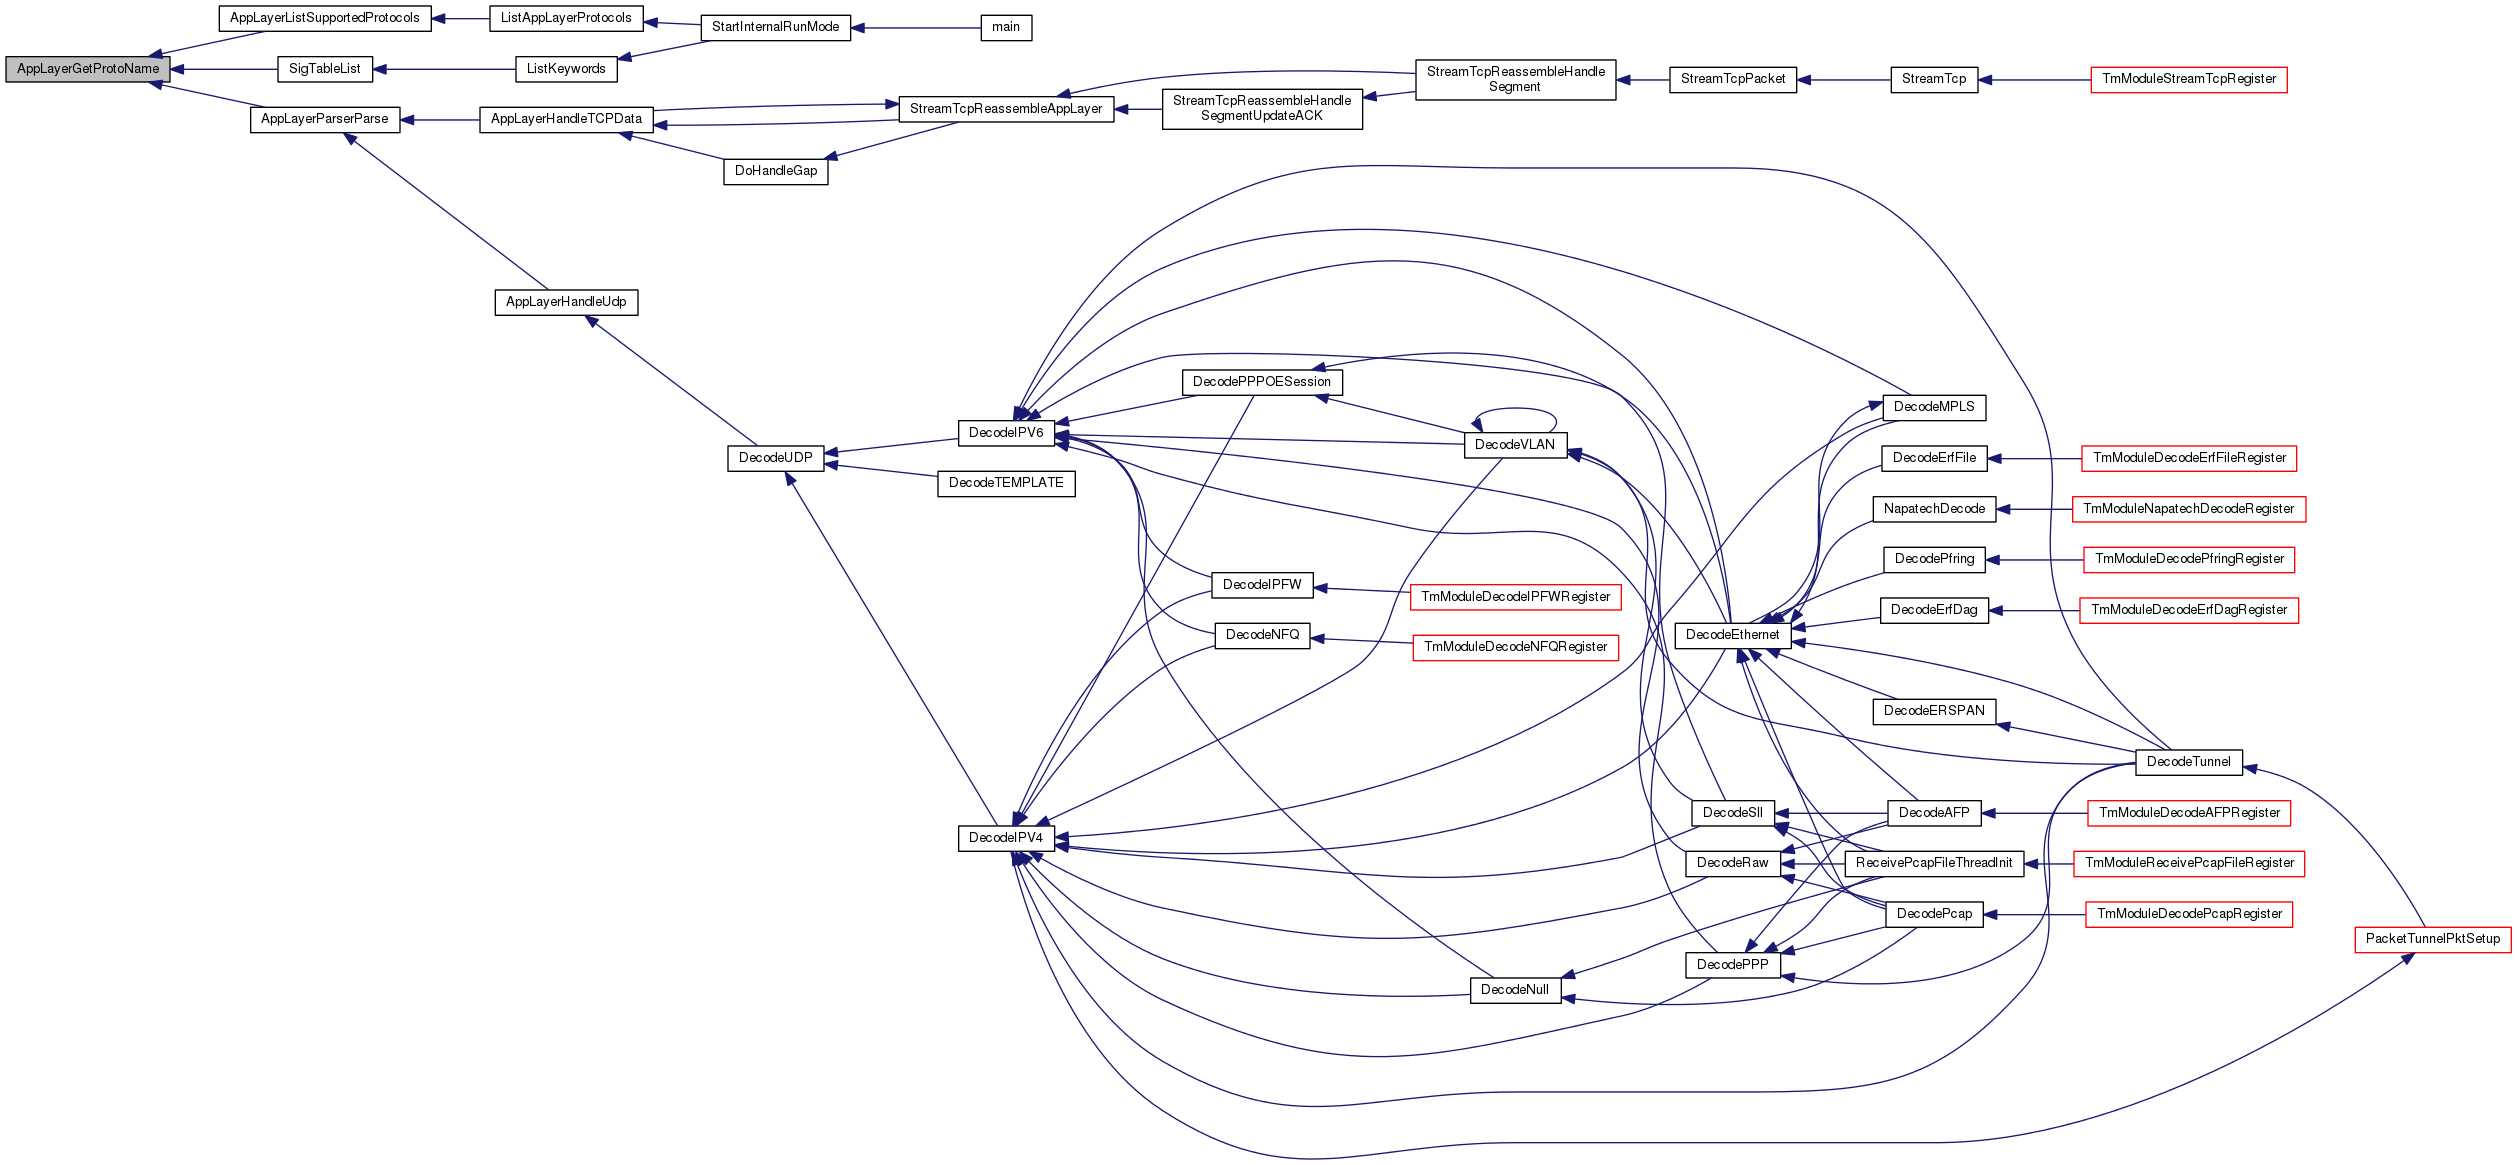 AppLayerGetProtoName
AppLayerListSupportedProtocols
SigTableList
AppLayerParserParse
ListAppLayerProtocols
ListKeywords
AppLayerHandleTCPData
AppLayerHandleUdp
StartInternalRunMode
main
DoHandleGap
StreamTcpReassembleAppLayer
StreamTcpReassembleHandle
SegmentUpdateACK
StreamTcpReassembleHandle
Segment
StreamTcpPacket
StreamTcp
TmModuleStreamTcpRegister
DecodeUDP
DecodeIPV6
DecodeTEMPLATE
DecodeIPV4
DecodePPPOESession
DecodeVLAN
DecodeIPFW
TmModuleDecodeIPFWRegister
DecodeNFQ
TmModuleDecodeNFQRegister
DecodeNull
DecodeEthernet
DecodeSll
DecodeRaw
DecodePPP
DecodeMPLS
DecodeErfFile
TmModuleDecodeErfFileRegister
NapatechDecode
TmModuleNapatechDecodeRegister
DecodePfring
TmModuleDecodePfringRegister
DecodeErfDag
TmModuleDecodeErfDagRegister
DecodeERSPAN
DecodeTunnel
DecodeAFP
TmModuleDecodeAFPRegister
ReceivePcapFileThreadInit
TmModuleReceivePcapFileRegister
DecodePcap
TmModuleDecodePcapRegister
PacketTunnelPktSetup